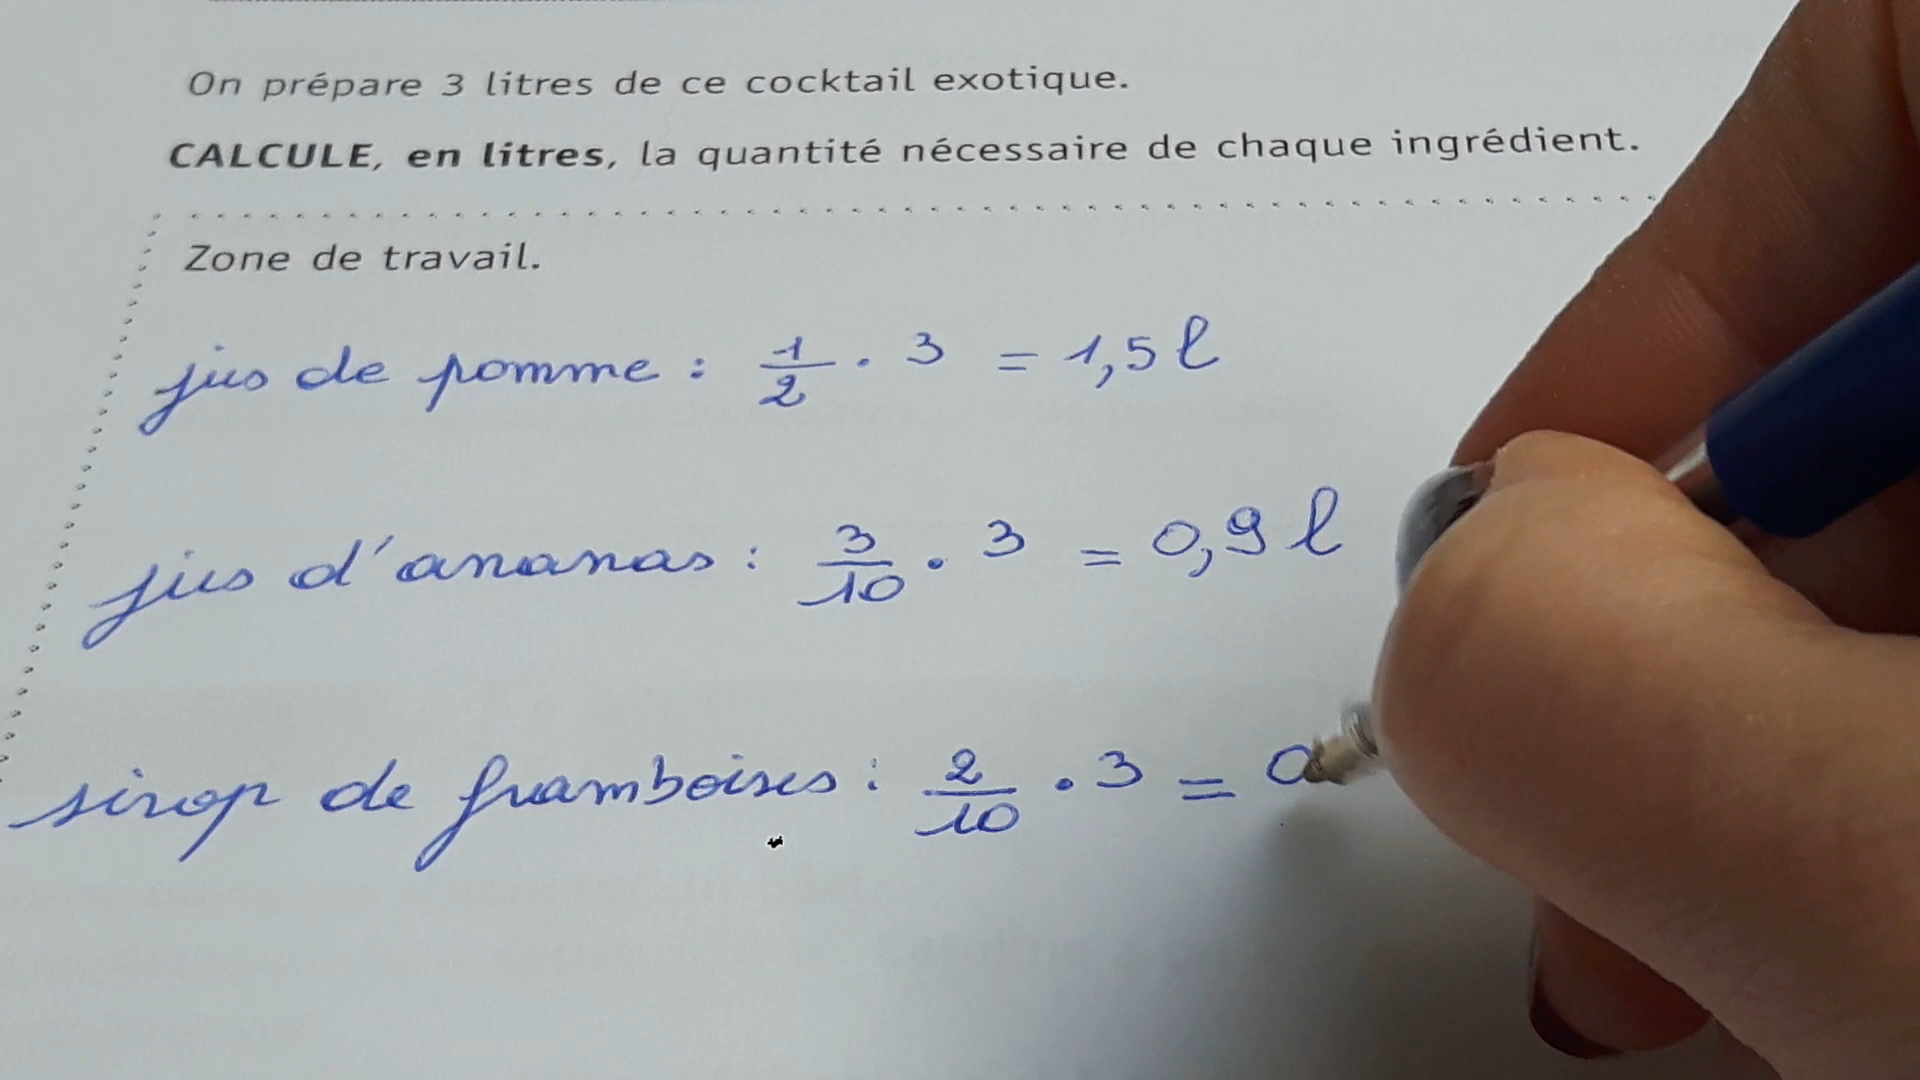 On prépare 3 litres de ce cocktail exotique.
CALCULE, en litres, la quantité nécessaire de chaque ingrédient.
Zone de travail.
jus de pomme : 1/2 . 3 = 1,5 l
jus d'ananas : 3/10 . 3 = 0,9 l
sirop de framboises : 2/10 . 3 = 0